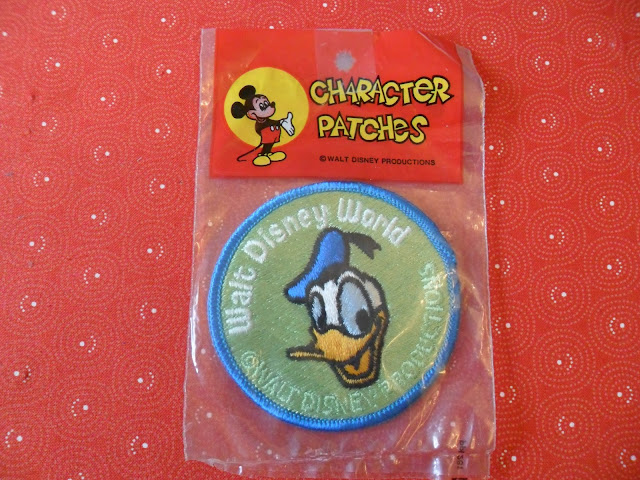 CHARACTER
PATCHES
©WALT DISNEY PRODUCTIONS
Walt Disney World
©WALT DISNEY PRODUCTIONS